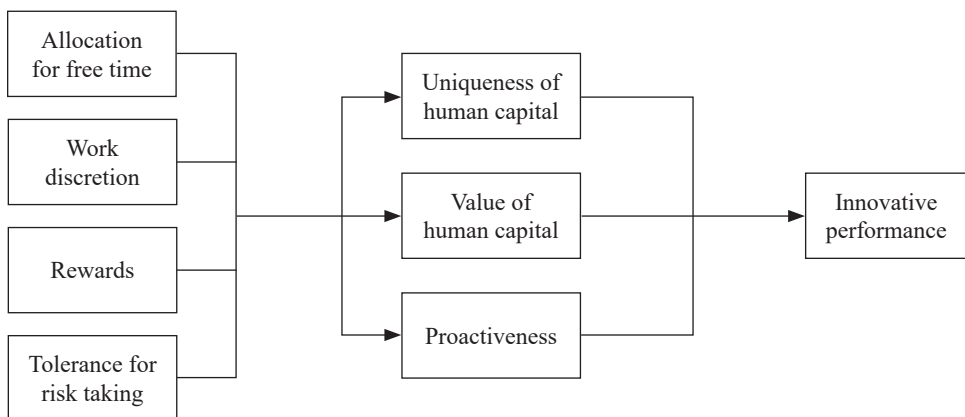 Allocation
for free time
Work
discretion
Rewards
Tolerance for
risk taking
Uniqueness of
human capital
Value of
human capital
Proactiveness
Innovative
performance